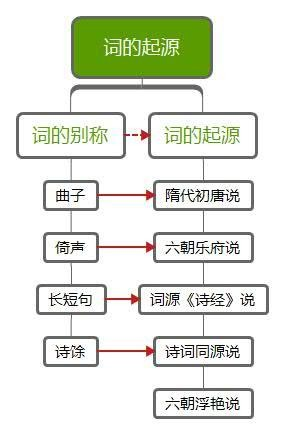 词的起源
词的别称
词的起源
曲子
隋代初唐说
倚声
六朝乐府说
长短句
词源《诗经》说
诗馀
诗词同源说
六朝浮艳说